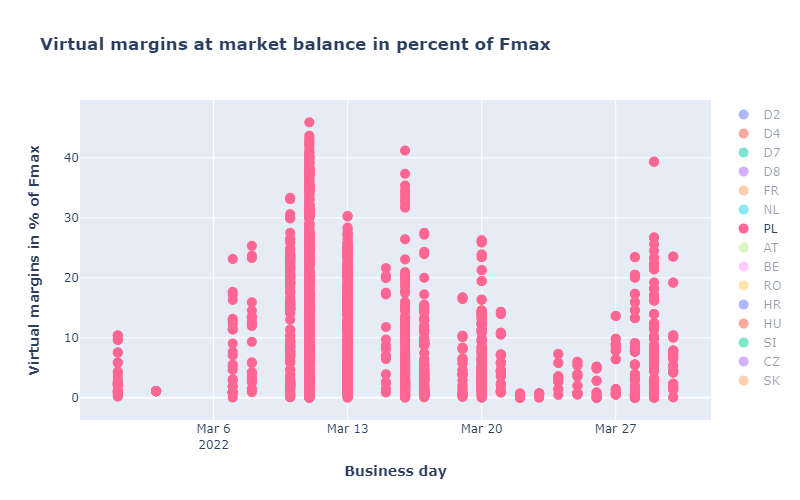 Virtual margins at market balance in percent of Fmax
Virtual margins in % of Fmax
40
30
20
10
0
Mar 6
2022
Mar 13
Mar 20
Mar 27
Business day
D2
D4
D7
D8
FR
NL
PL
AT
BE
RO
HR
HU
SI
CZ
SK